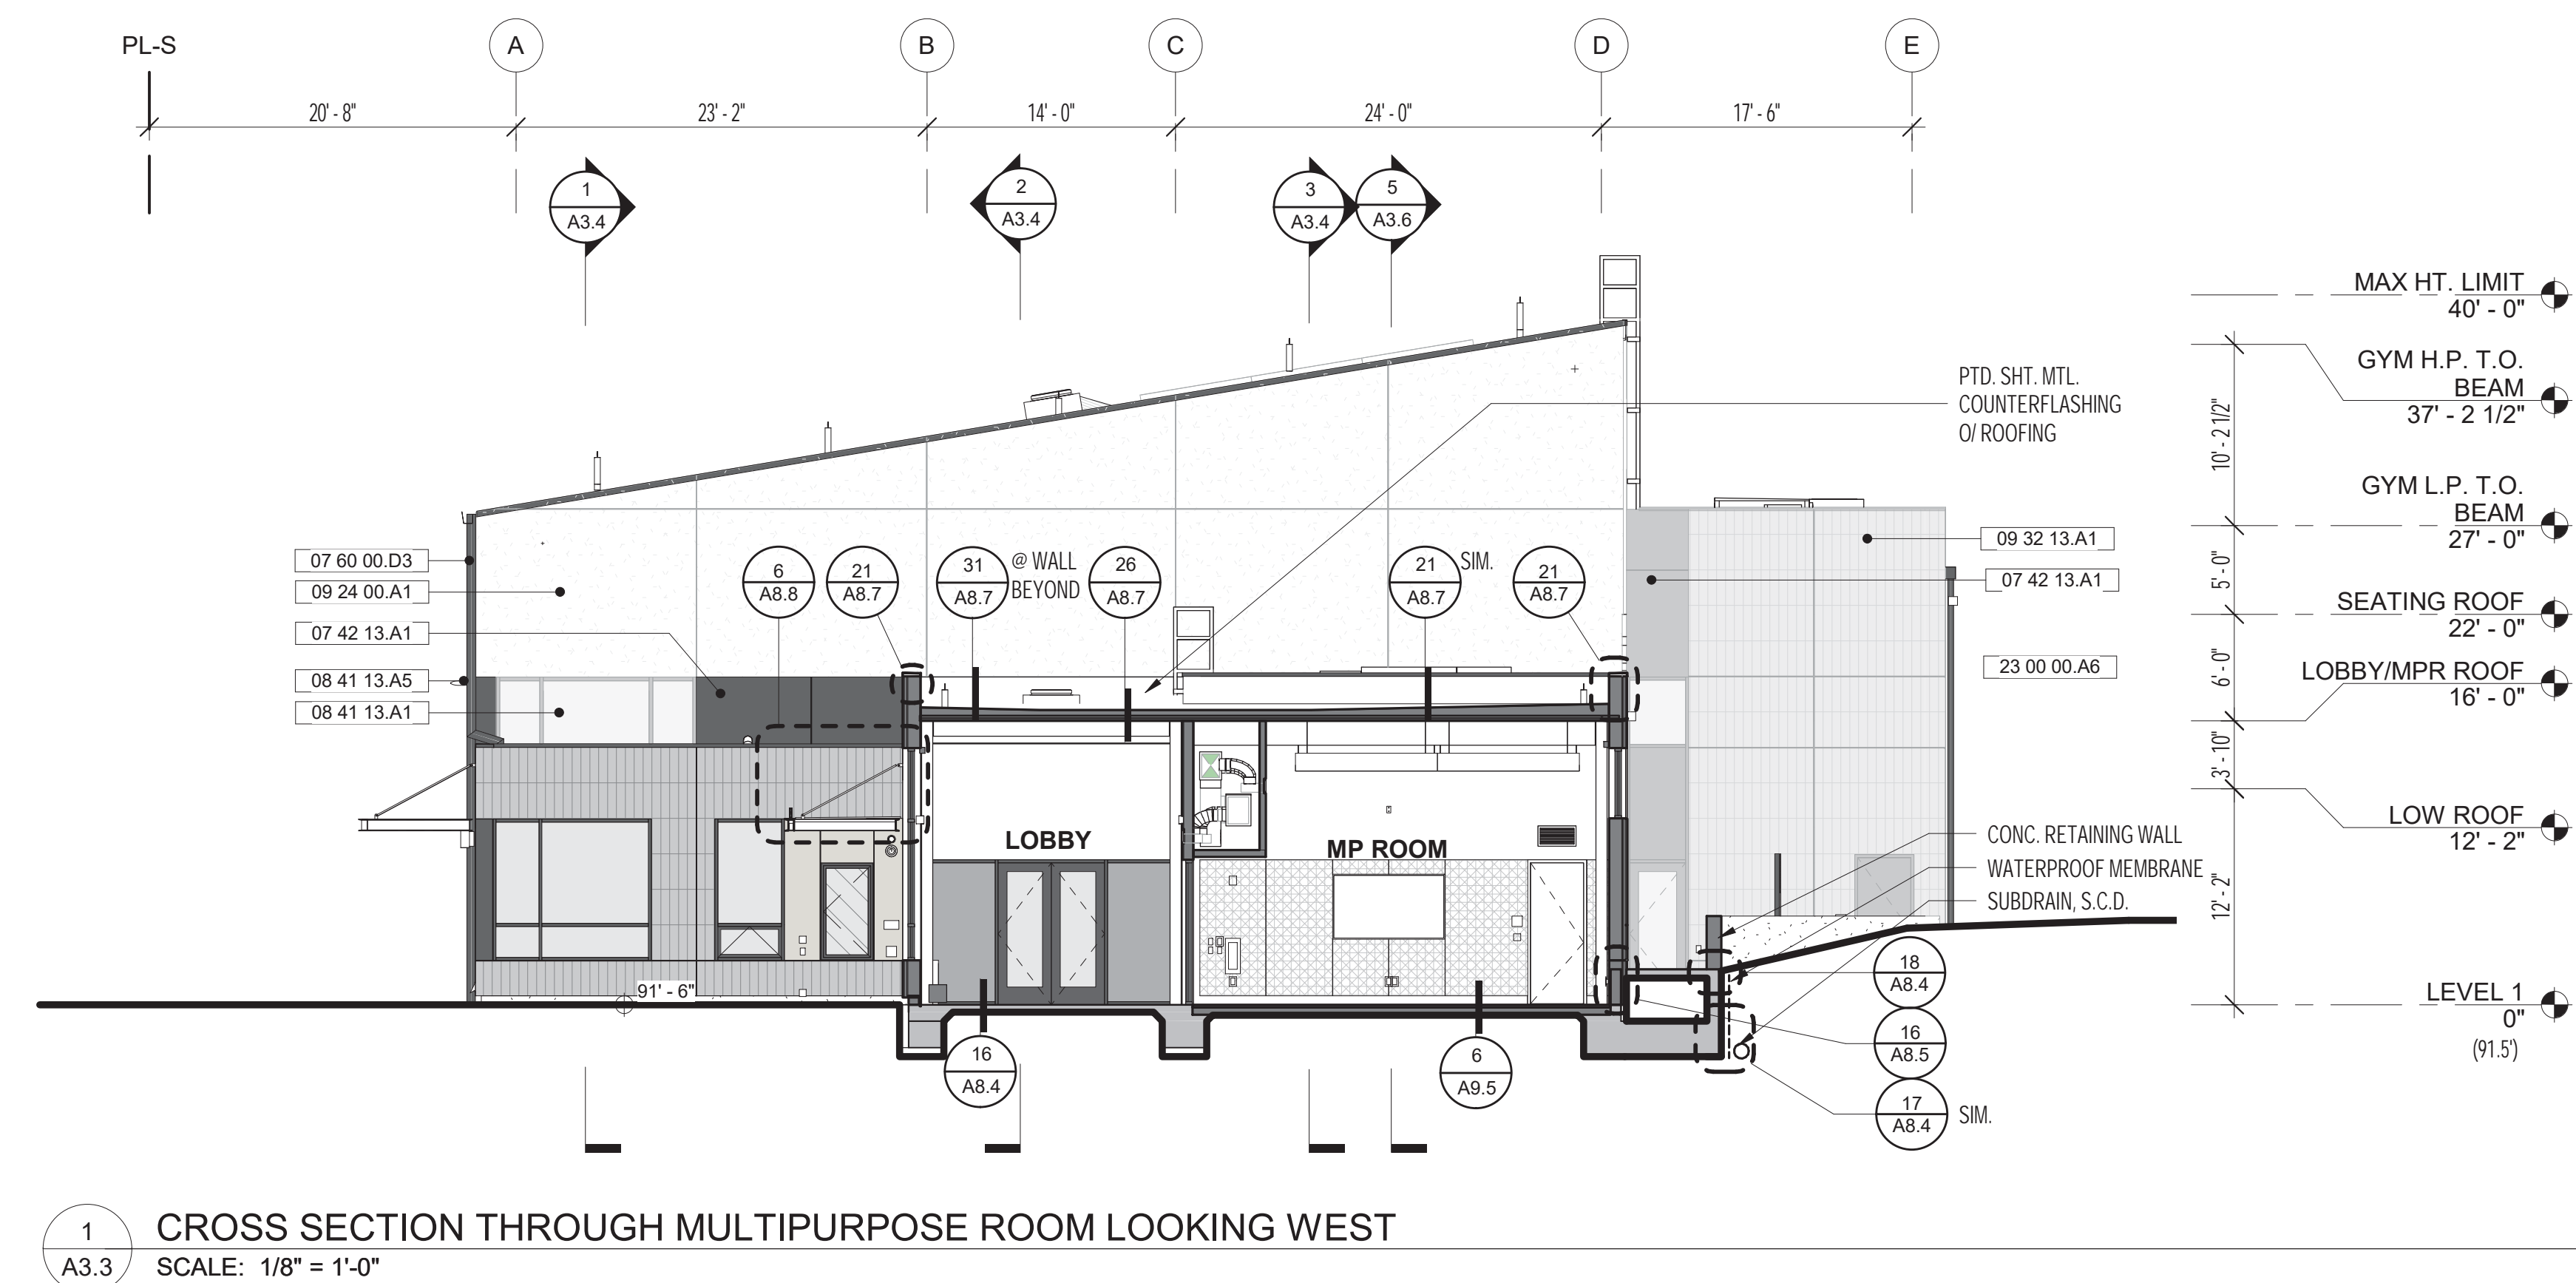 PL-S
A
B
C
D
E
20' - 8"
23' - 2"
14' - 0"
24' - 0"
17' - 6"
1
A3.4
2
A3.4
3
A3.4
5
A3.6
MAX HT. LIMIT
40' - 0"
GYM H.P. T.O.
BEAM
37' - 2 1/2"
GYM L.P. T.O.
BEAM
27' - 0"
SEATING ROOF
22' - 0"
LOBBY/MPR ROOF
16' - 0"
LOW ROOF
12' - 2"
LEVEL 1
0"
(91.5')
10' - 2 1/2"
5' - 0"
6' - 0"
3' - 10"
12' - 2"
PTD. SHT. MTL.
COUNTERFLASHING
O/ ROOFING
07 60 00.D3
09 24 00.A1
07 42 13.A1
08 41 13.A5
08 41 13.A1
6
A8.8
21
A8.7
31
A8.7
@ WALL
BEYOND
26
A8.7
21
A8.7
SIM.
21
A8.7
09 32 13.A1
07 42 13.A1
23 00 00.A6
LOBBY
MP ROOM
CONC. RETAINING WALL
WATERPROOF MEMBRANE
SUBDRAIN, S.C.D.
91' - 6"
16
A8.4
6
A9.5
18
A8.4
16
A8.5
17
A8.4
SIM.
1
A3.3
CROSS SECTION THROUGH MULTIPURPOSE ROOM LOOKING WEST
SCALE: 1/8" = 1'-0"